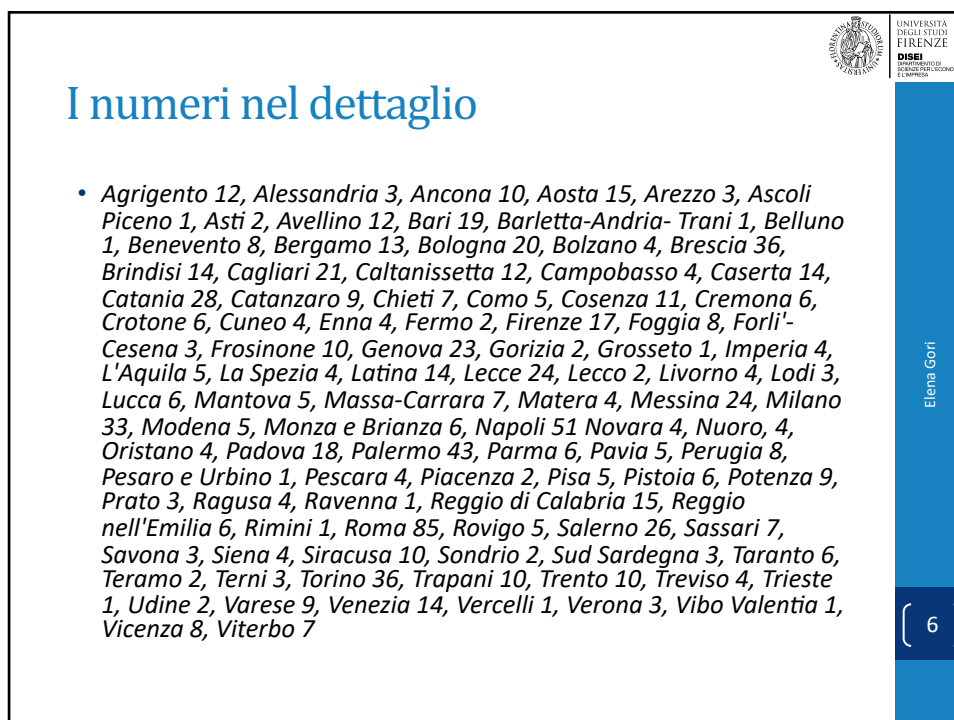 UNIVERSITÀ
DEGLI STUDI
FIRENZE
DISEI
DIPARTIMENTO DI
SCIENZE PER L'ECONO
E L'IMPRESA
I numeri nel dettaglio
• Agrigento 12, Alessandria 3, Ancona 10, Aosta 15, Arezzo 3, Ascoli
Piceno 1, Asti 2, Avellino 12, Bari 19, Barletta-Andria- Trani 1, Belluno
1, Benevento 8, Bergamo 13, Bologna 20, Bolzano 4, Brescia 36,
Brindisi 14, Cagliari 21, Caltanissetta 12, Campobasso 4, Caserta 14,
Catania 28, Catanzaro 9, Chieti 7, Como 5, Cosenza 11, Cremona 6,
Crotone 6, Cuneo 4, Enna 4, Fermo 2, Firenze 17, Foggia 8, Forli'-
Cesena 3, Frosinone 10, Genova 23, Gorizia 2, Grosseto 1, Imperia 4,
L'Aquila 5, La Spezia 4, Latina 14, Lecce 24, Lecco 2, Livorno 4, Lodi 3,
Lucca 6, Mantova 5, Massa-Carrara 7, Matera 4, Messina 24, Milano
33, Modena 5, Monza e Brianza 6, Napoli 51 Novara 4, Nuoro, 4,
Oristano 4, Padova 18, Palermo 43, Parma 6, Pavia 5, Perugia 8,
Pesaro e Urbino 1, Pescara 4, Piacenza 2, Pisa 5, Pistoia 6, Potenza 9,
Prato 3, Ragusa 4, Ravenna 1, Reggio di Calabria 15, Reggio
nell'Emilia 6, Rimini 1, Roma 85, Rovigo 5, Salerno 26, Sassari 7,
Savona 3, Siena 4, Siracusa 10, Sondrio 2, Sud Sardegna 3, Taranto 6,
Teramo 2, Terni 3, Torino 36, Trapani 10, Trento 10, Treviso 4, Trieste
1, Udine 2, Varese 9, Venezia 14, Vercelli 1, Verona 3, Vibo Valentia 1,
Vicenza 8, Viterbo 7
Elena Gori
6